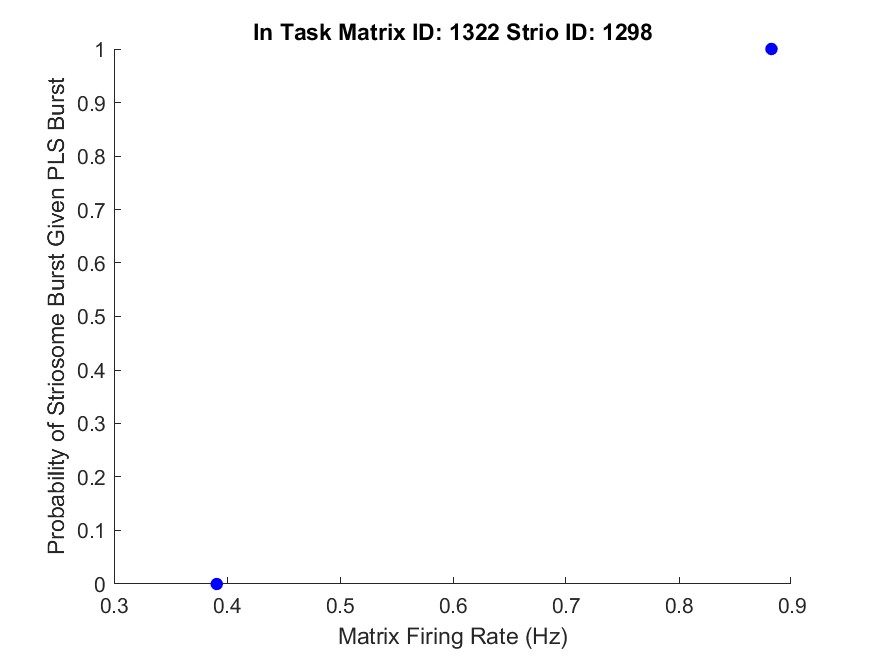 In Task Matrix ID: 1322 Strio ID: 1298
Probability of Striosome Burst Given PLS Burst
1
0.9
0.8
0.7
0.6
0.5
0.4
0.3
0.2
0.1
0
0.3 0.4 0.5 0.6 0.7 0.8 0.9
Matrix Firing Rate (Hz)